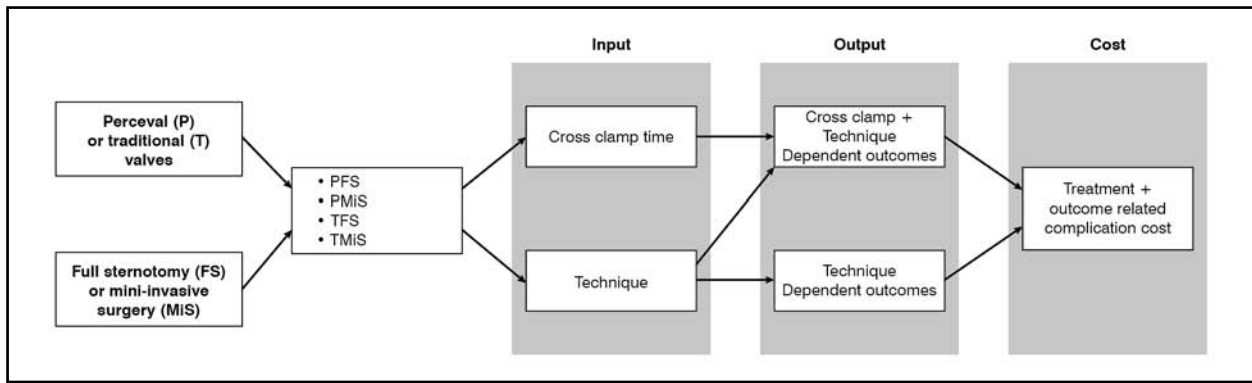 Input
Output
Cost
Perceval (P)
or traditional (T)
valves
Full sternotomy (FS)
or mini-invasive
surgery (MiS)
• PFS
• PMiS
• TFS
• TMiS
Cross clamp time
Technique
Cross clamp +
Technique
Dependent outcomes
Technique
Dependent outcomes
Treatment +
outcome related
complication cost